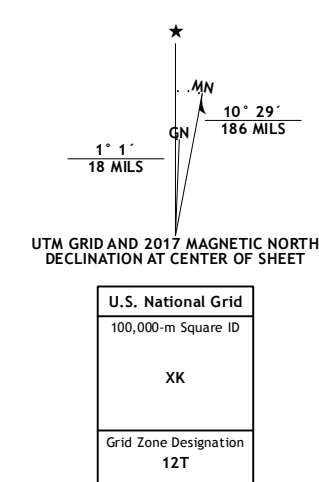 ★
MN
GN
10° 29´
186 MILS
1° 1´
18 MILS
UTM GRID AND 2017 MAGNETIC NORTH
DECLINATION AT CENTER OF SHEET
U.S. National Grid
100,000-m Square ID
XK
Grid Zone Designation
12T